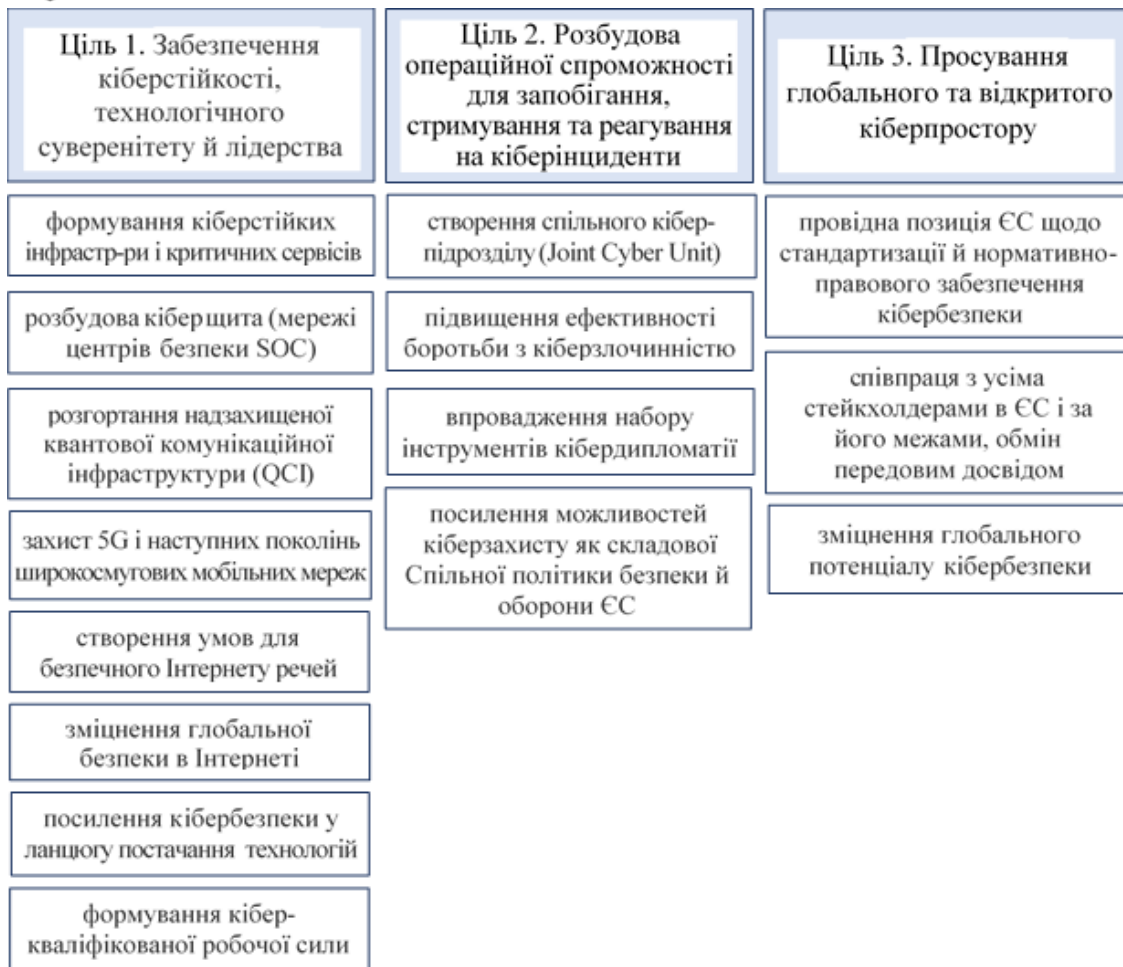 Ціль 1. Забезпечення
кіберстійкості,
технологічного
суверенітету й лідерства
формування кіберстійких
інфрастр-ри і критичних сервісів
розбудова кіберщита (мережі
центрів безпеки SOC)
розгортання надзахищеної
квантової комунікаційної
інфраструктури (QCI)
захист 5G і наступних поколінь
широкосмугових мобільних мереж
створення умов для
безпечного Інтернету речей
зміцнення глобальної
безпеки в Інтернеті
посилення кібербезпеки у
ланцюгу постачання технологій
формування кібер-
кваліфікованої робочої сили
Ціль 2. Розбудова
операційної спроможності
для запобігання,
стримування та реагування
на кіберінциденти
створення спільного кібер-
підрозділу (Joint Cyber Unit)
підвищення ефективності
боротьби з кіберзлочинністю
впровадження набору
інструментів кібердипломатії
посилення можливостей
кіберзахисту як складової
Спільної політики безпеки й
оборони ЄС
Ціль 3. Просування
глобального та відкритого
кіберпростору
провідна позиція ЄС щодо
стандартизації й нормативно-
правового забезпечення
кібербезпеки
співпраця з усіма
стейкхолдерами в ЄС і за
його межами, обмін
передовим досвідом
зміцнення глобального
потенціалу кібербезпеки